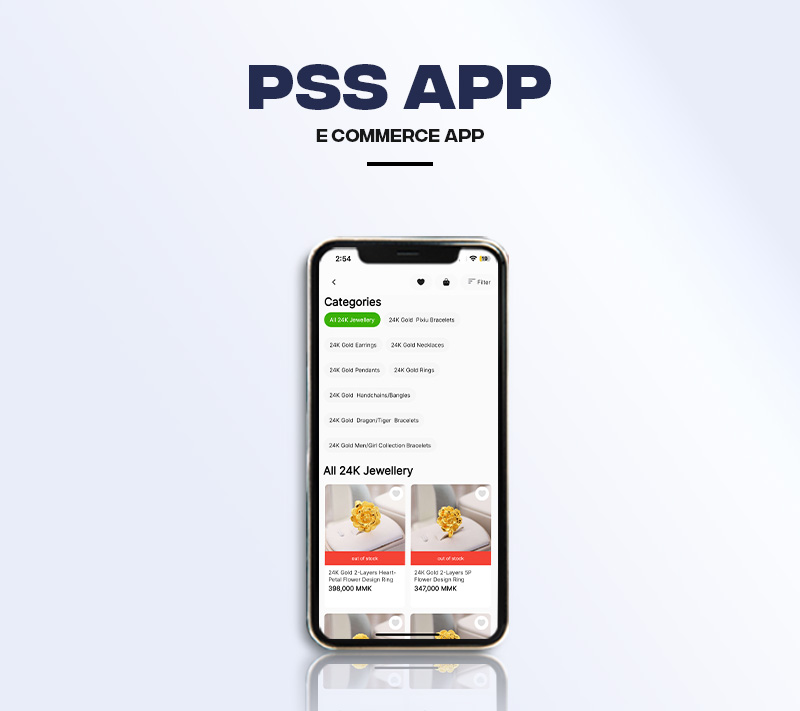 PSS APP
E COMMERCE APP
2:54
19
Filter
Categories
All 24K Jewellery
24K Gold Pixiu Bracelets
24K Gold Earrings
24K Gold Necklaces
24K Gold Pendants
24K Gold Rings
24K Gold Handchains/Bangles
24K Gold Dragon/Tiger Bracelets
24K Gold Men/Girl Collection Bracelets
All 24K Jewellery
out of stock
out of stock
24K Gold 2-Layers Heart-
Petal Flower Design Ring
398,000 MMK
24K Gold 2-Layers 5P
Flower Design Ring
347,000 MMK